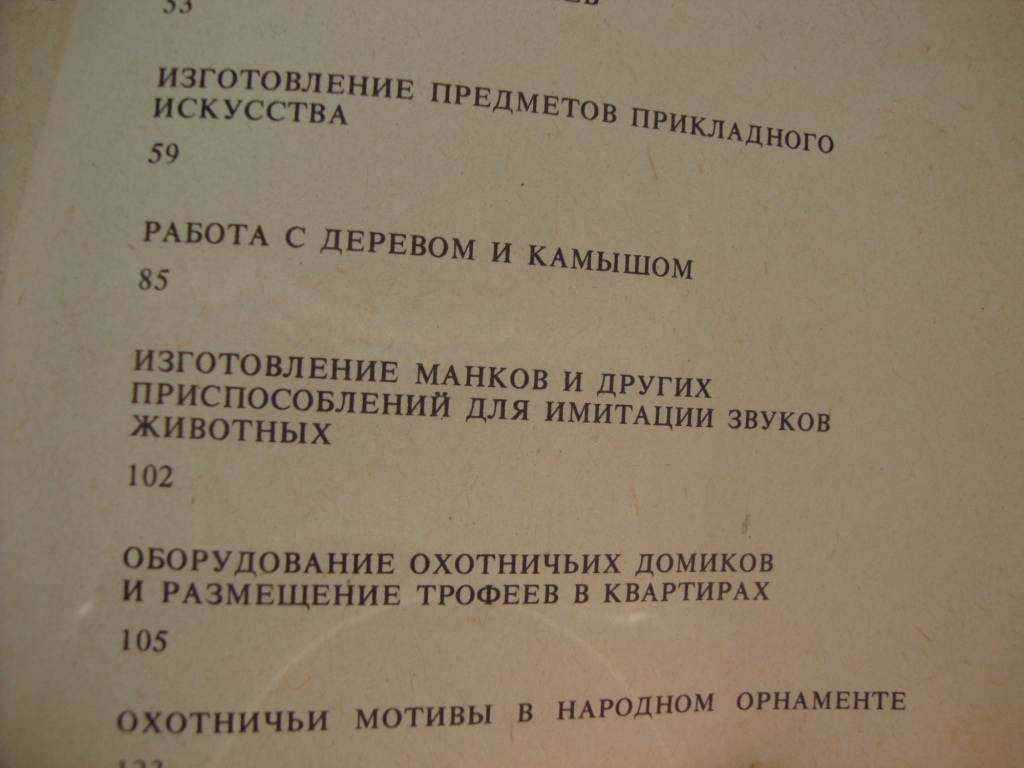 53
ИЗГОТОВЛЕНИЕ ПРЕДМЕТОВ ПРИКЛАДНОГО
ИСКУССТВА
59
РАБОТА С ДЕРЕВОМ И КАМЫШОМ
85
ИЗГОТОВЛЕНИЕ МАНКОВ И ДРУГИХ
ПРИСПОСОБЛЕНИЙ ДЛЯ ИМИТАЦИИ ЗВУКОВ
ЖИВОТНЫХ
102
ОБОРУДОВАНИЕ ОХОТНИЧЬИХ ДОМИКОВ
И РАЗМЕЩЕНИЕ ТРОФЕЕВ В КВАРТИРАХ
105
ОХОТНИЧЬИ МОТИВЫ В НАРОДНОМ ОРНАМЕНТЕ